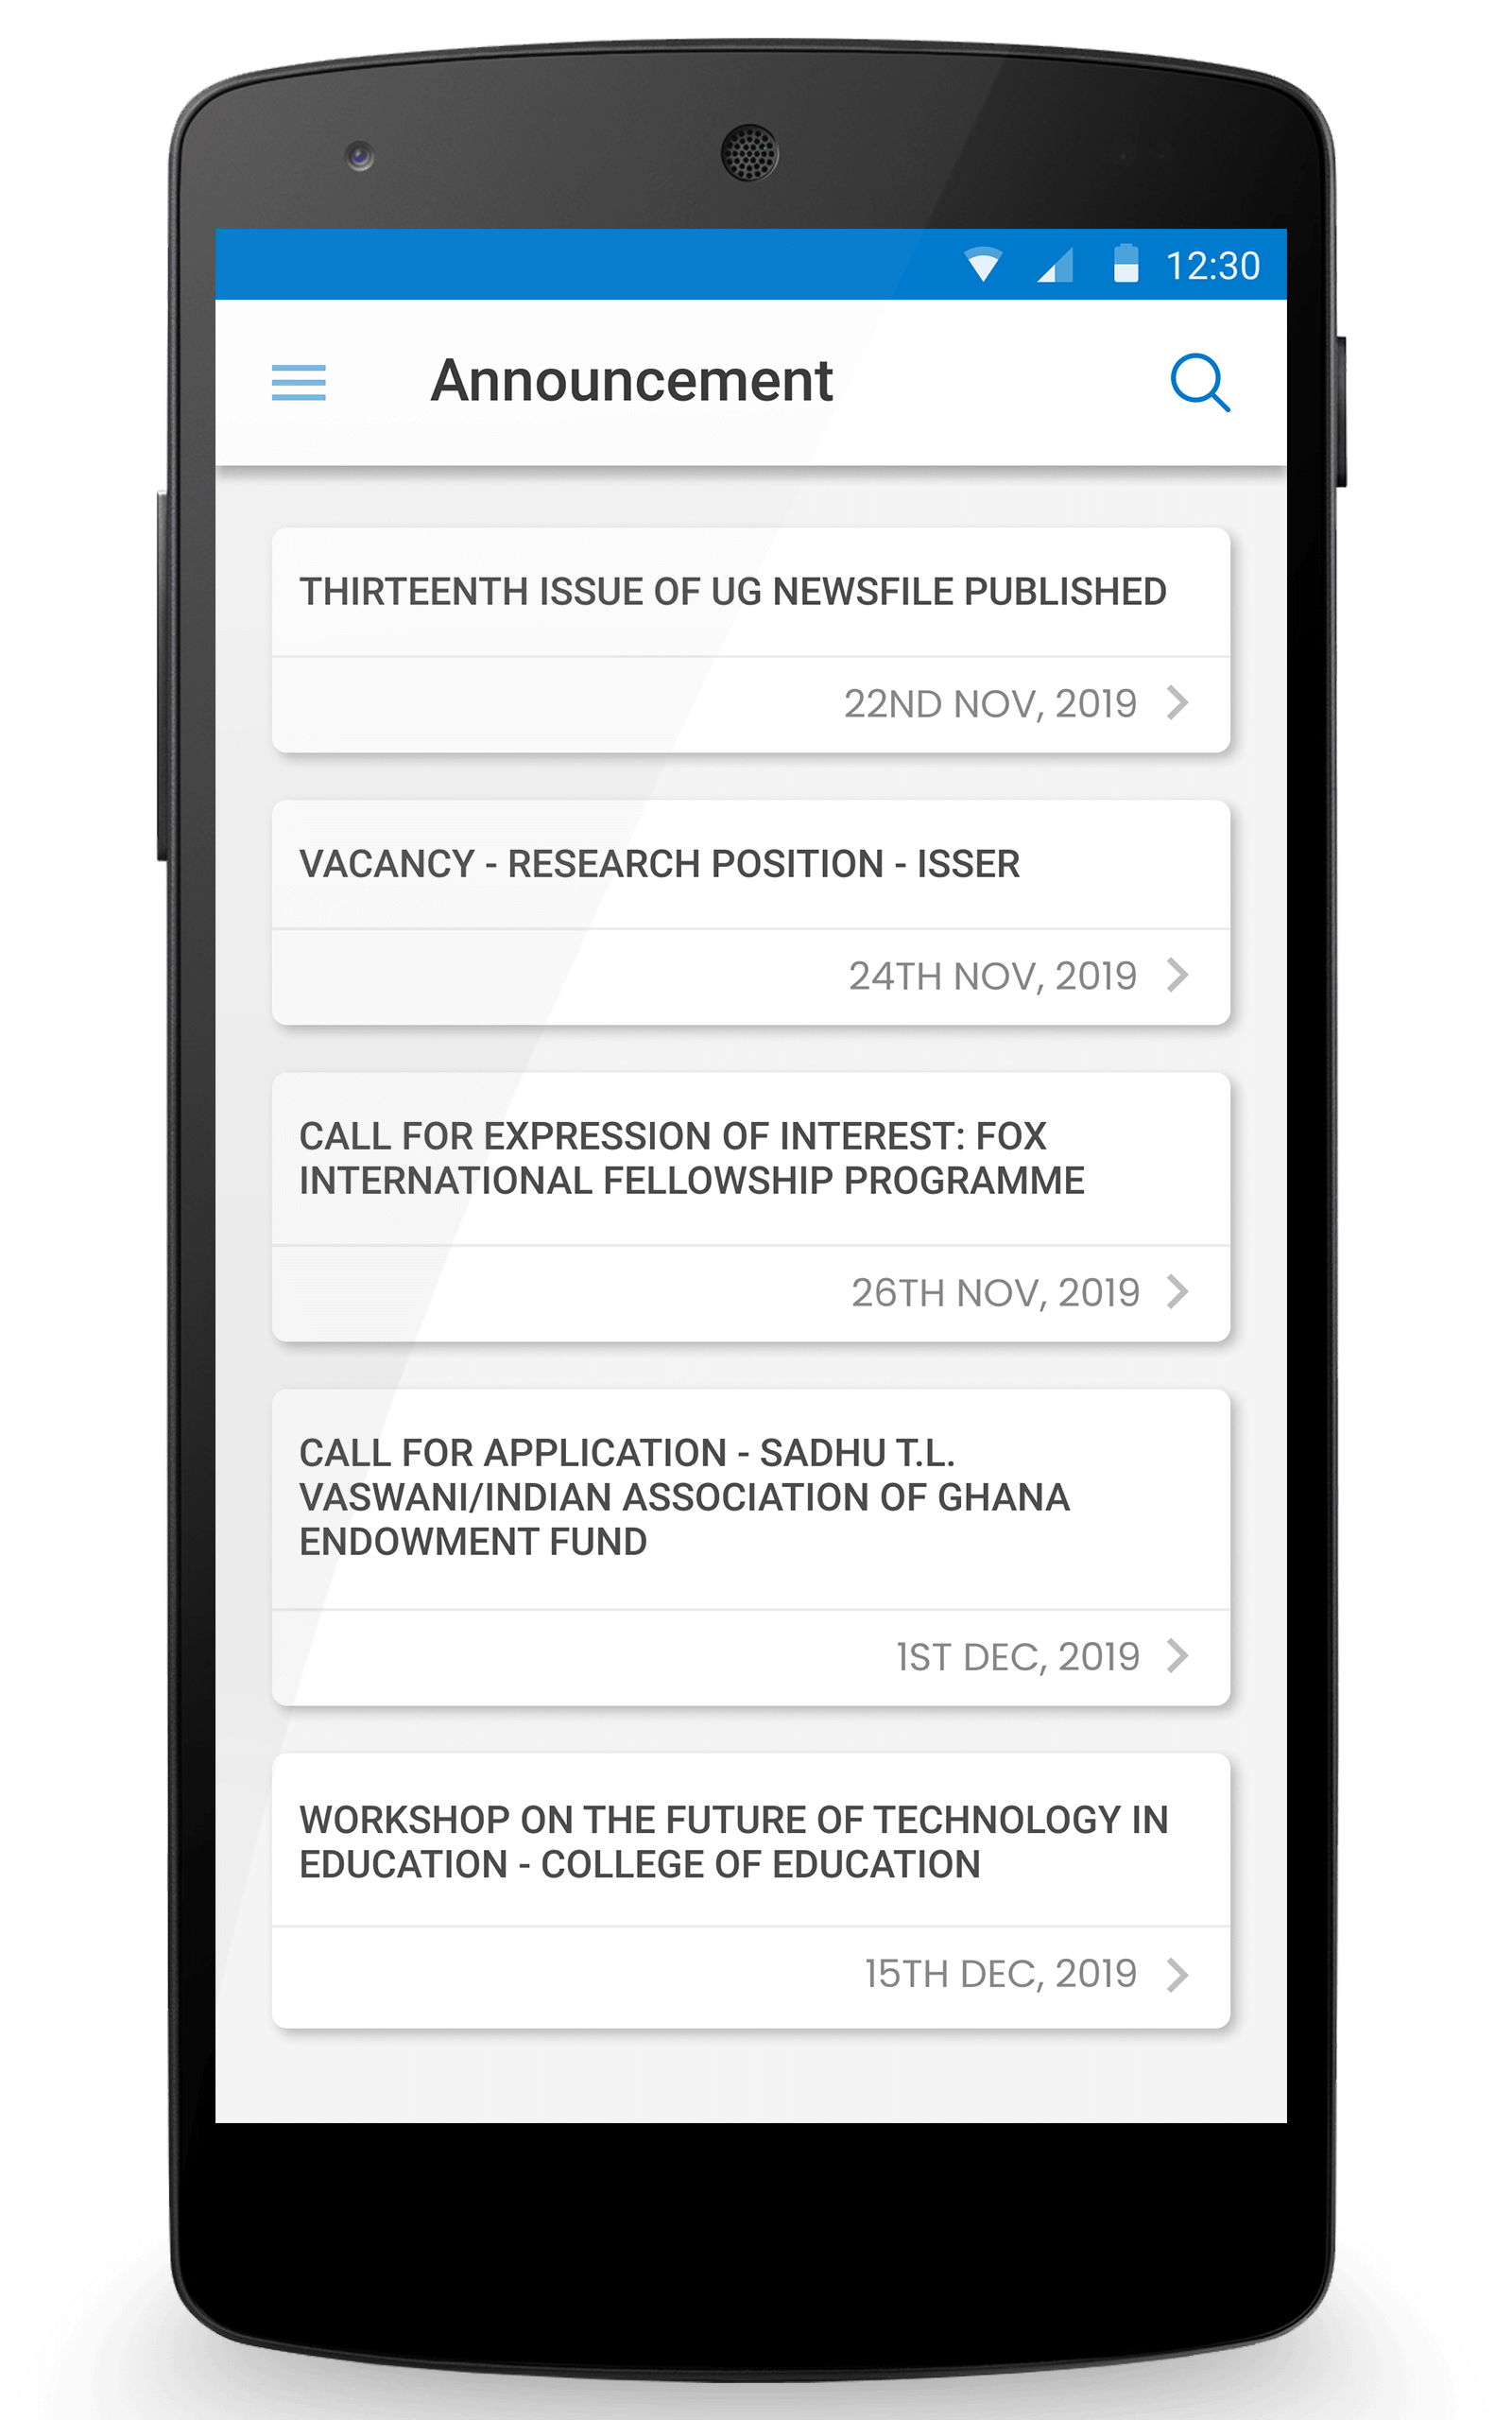 12:30
Announcement
THIRTEENTH ISSUE OF UG NEWSFILE PUBLISHED
22ND NOV, 2019
VACANCY - RESEARCH POSITION - ISSER
24TH NOV, 2019
CALL FOR EXPRESSION OF INTEREST: FOX
INTERNATIONAL FELLOWSHIP PROGRAMME
26TH NOV, 2019
CALL FOR APPLICATION - SADHU T.L.
VASWANI/INDIAN ASSOCIATION OF GHANA
ENDOWMENT FUND
1ST DEC, 2019
WORKSHOP ON THE FUTURE OF TECHNOLOGY IN
EDUCATION - COLLEGE OF EDUCATION
15TH DEC, 2019